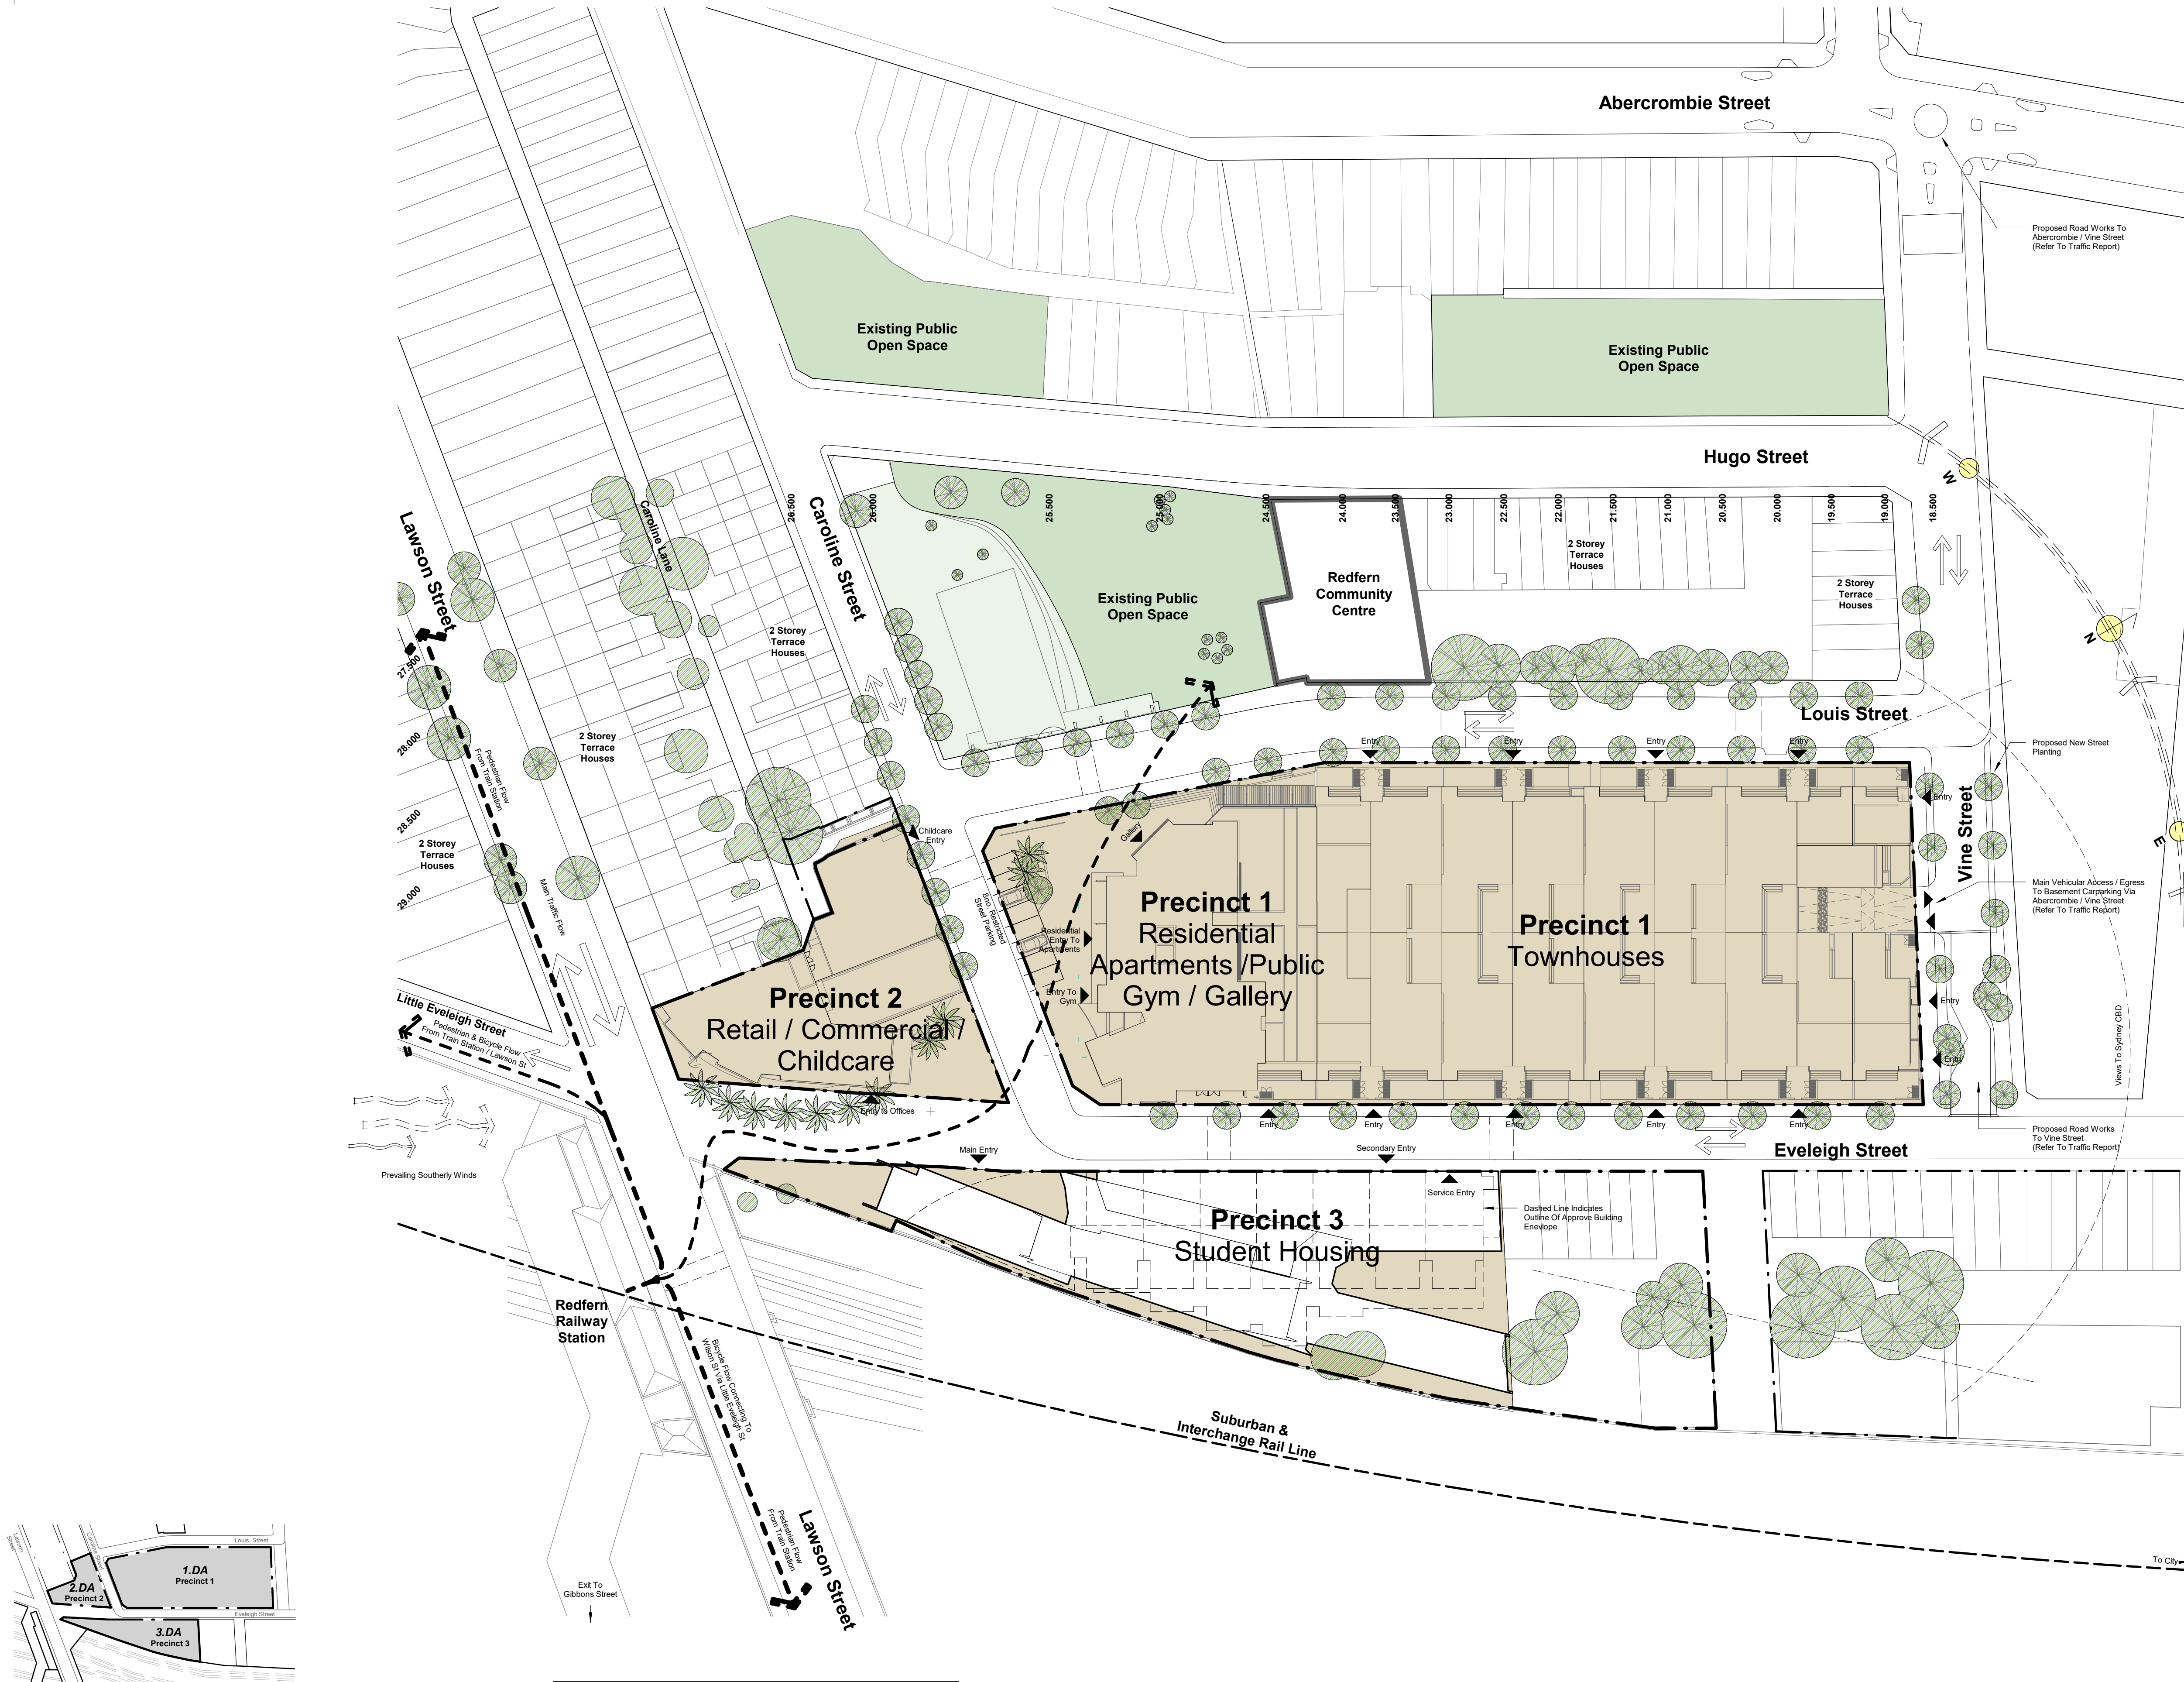 Abercrombie Street
Proposed Road Works To
Abercrombie / Vine Street
(Refer To Traffic Report)
Existing Public
Open Space
Existing Public
Open Space
Hugo Street
W
N
E
Lawson Street
Caroline Lane
Caroline Street
26.500
26.000
25.500
25.000
24.500
24.000
23.500
23.000
22.500
22.000
21.500
21.000
20.500
20.000
19.500
19.000
18.500
2 Storey
Terrace
Houses
2 Storey
Terrace
Houses
Redfern
Community
Centre
Existing Public
Open Space
2 Storey
Terrace
Houses
27.500
28.000
28.500
29.000
2 Storey
Terrace
Houses
2 Storey
Terrace
Houses
Pedestrian Flow
From Train Station
Main Traffic Flow
Louis Street
Entry
Entry
Entry
Entry
Proposed New Street
Planting
Vine Street
Entry
Childcare
Entry
Gallery
8no. Restricted
Street Parking
Residential
Entry To
Apartments
Entry To
Gym
Precinct 1
Residential
Apartments /Public
Gym / Gallery
Precinct 1
Townhouses
Main Vehicular Access / Egress
To Basement Carparking Via
Abercrombie / Vine Street
(Refer To Traffic Report)
Entry
Entry
Views To Sydney CBD
Precinct 2
Retail / Commercial /
Childcare
Entry to Offices
Little Eveleigh Street
Pedestrian & Bicycle Flow
From Train Station / Lawson St
Prevailing Southerly Winds
Entry
Entry
Entry
Entry
Entry
Proposed Road Works
To Vine Street
(Refer To Traffic Report)
Eveleigh Street
Main Entry
Secondary Entry
Service Entry
Precinct 3
Student Housing
Dashed Line Indicates
Outline Of Approve Building
Enevlope
Redfern
Railway
Station
Bicycle Flow Connecting To
Wilson St Via Little Eveleigh St
Suburban &
Interchange Rail Line
Pedestrian Flow
From Train Station
Lawson Street
Exit To
Gibbons Street
To City
Lawson
Street
Caroline Street
Louis Street
1.DA
Precinct 1
2.DA
Precinct 2
Eveleigh Street
3.DA
Precinct 3